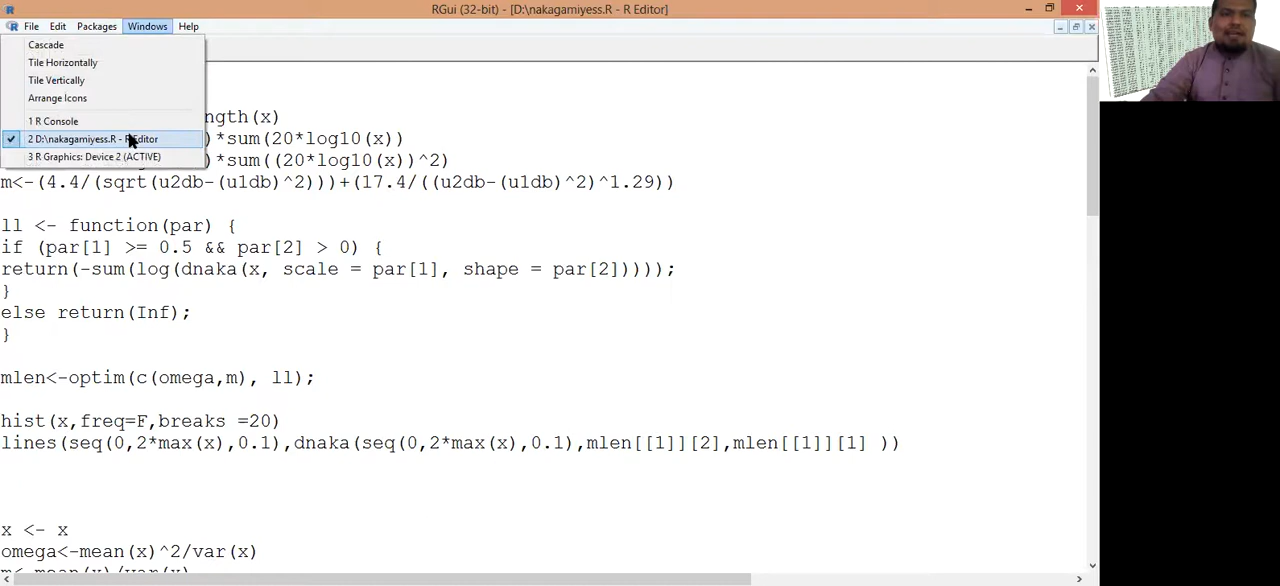 RGui (32-bit) - [D:\nakagamiyess.R - R Editor]
File Edit Packages Windows Help
Cascade
Tile Horizontally
Tile Vertically
Arrange Icons
1 R Console
2 D:\nakagamiyess.R - R Editor
3 R Graphics: Device 2 (ACTIVE)
ngth(x)
)*sum(20*log10(x))
)*sum((20*log10(x))^2)
m<-(4.4/(sqrt(u2db-(u1db)^2)))+(17.4/((u2db-(u1db)^2)^1.29))
ll <- function(par) {
if (par[1] >= 0.5 && par[2] > 0) {
return(-sum(log(dnaka(x, scale = par[1], shape = par[2]))));
}
else return(Inf);
}
mlen<-optim(c(omega,m), ll);
hist(x,freq=F,breaks =20)
lines(seq(0,2*max(x),0.1),dnaka(seq(0,2*max(x),0.1),mlen[[1]][2],mlen[[1]][1] ))
x <- x
omega<-mean(x)^2/var(x)
m<-mean(x)/var(x)